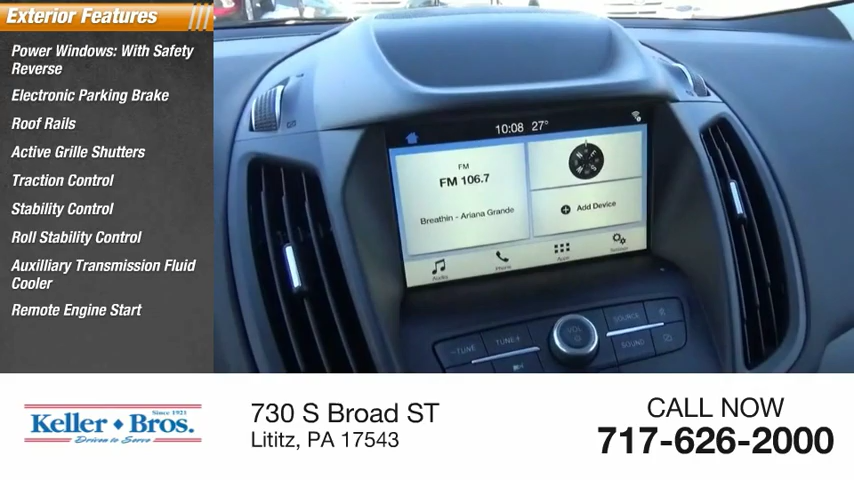 Exterior Features
Power Windows: With Safety
Reverse
Electronic Parking Brake
Roof Rails
Active Grille Shutters
Traction Control
Stability Control
Roll Stability Control
Auxilliary Transmission Fluid
Cooler
Remote Engine Start
10:08 27°
FM
FM 106.7
Breathin - Ariana Grande
N E S
Add Device
Audio
Phone
Apps
Settings
-TUNE
TUNE+
VOL
SOURCE
SOUND
Since 1921
Keller Bros.
Driven to Serve
730 S Broad ST
Lititz, PA 17543
CALL NOW
717-626-2000